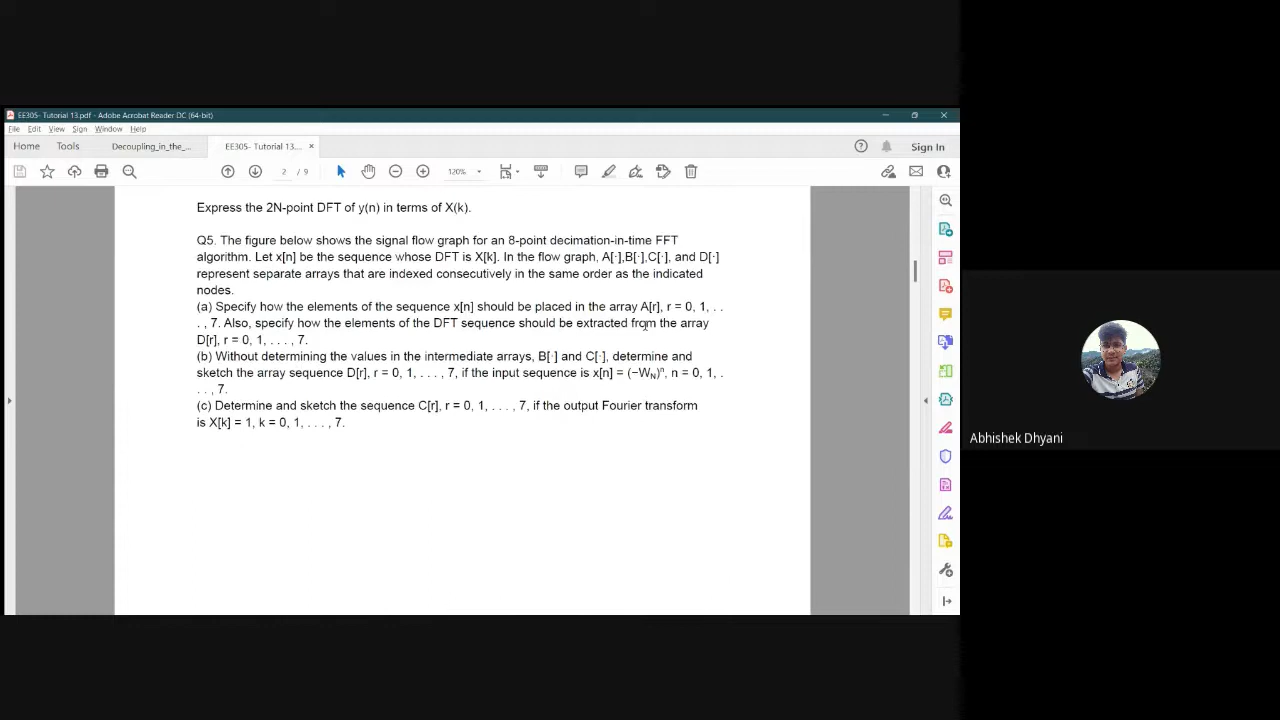 EE305- Tutorial 13.pdf - Adobe Acrobat Reader DC (64-bit)
File Edit View Sign Window Help
Home Tools Decoupling_in_the_... EE305- Tutorial 13.... × Sign In
2 / 9 120%
Express the 2N-point DFT of y(n) in terms of X(k).
Q5. The figure below shows the signal flow graph for an 8-point decimation-in-time FFT
algorithm. Let x[n] be the sequence whose DFT is X[k]. In the flow graph, A[·],B[·],C[·], and D[·]
represent separate arrays that are indexed consecutively in the same order as the indicated
nodes.
(a) Specify how the elements of the sequence x[n] should be placed in the array A[r], r = 0, 1, . .
. , 7. Also, specify how the elements of the DFT sequence should be extracted from the array
D[r], r = 0, 1, . . . , 7.
(b) Without determining the values in the intermediate arrays, B[·] and C[·], determine and
sketch the array sequence D[r], r = 0, 1, . . . , 7, if the input sequence is x[n] = (−W_N)ⁿ, n = 0, 1, .
. . , 7.
(c) Determine and sketch the sequence C[r], r = 0, 1, . . . , 7, if the output Fourier transform
is X[k] = 1, k = 0, 1, . . . , 7.
Abhishek Dhyani